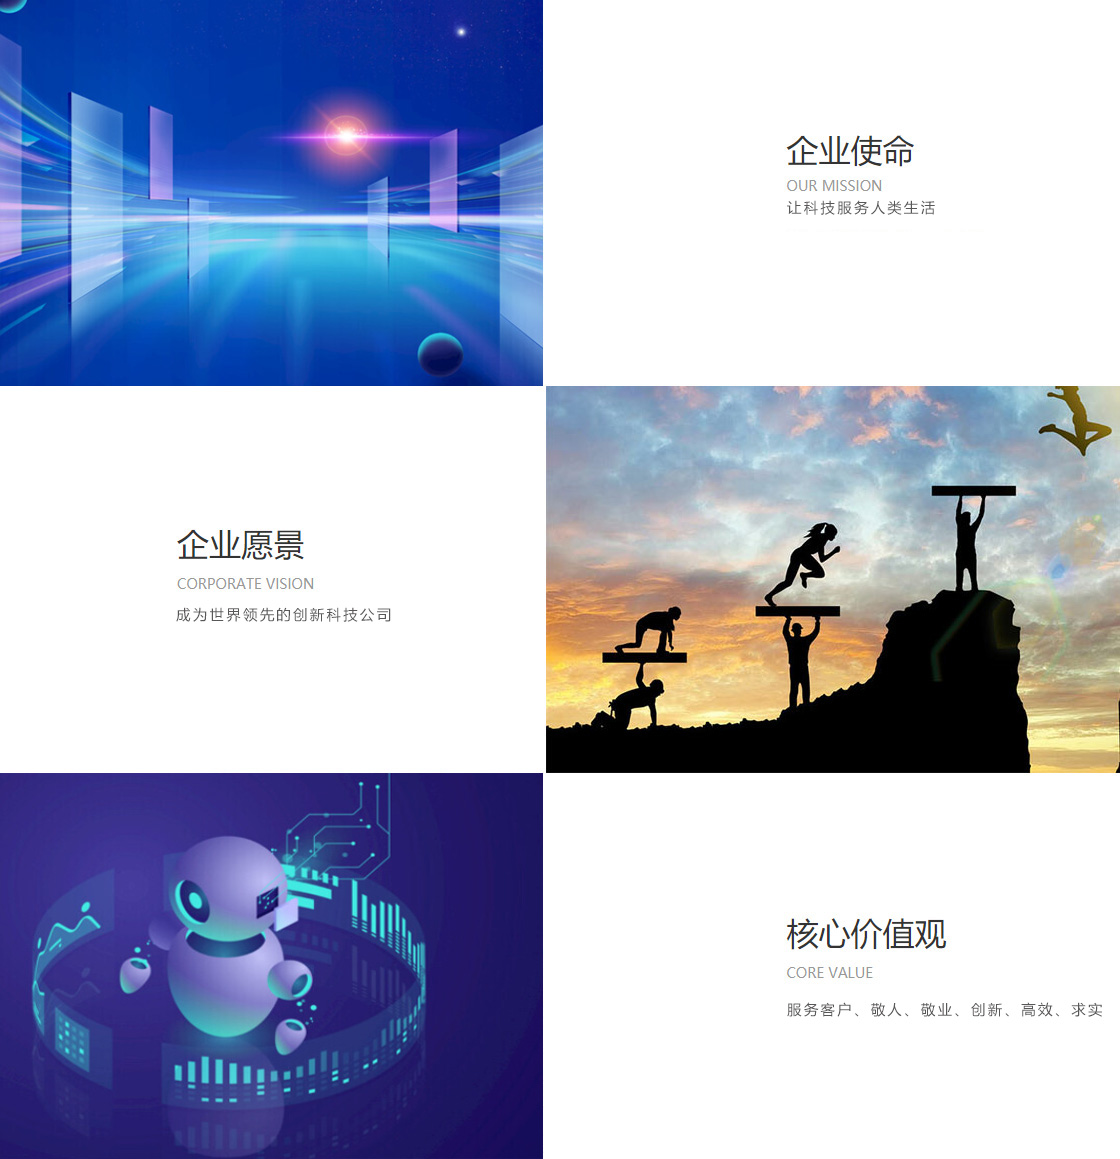 企业使命
OUR MISSION
让科技服务人类生活
企业愿景
CORPORATE VISION
成为世界领先的创新科技公司
核心价值观
CORE VALUE
服务客户、敬人、敬业、创新、高效、求实